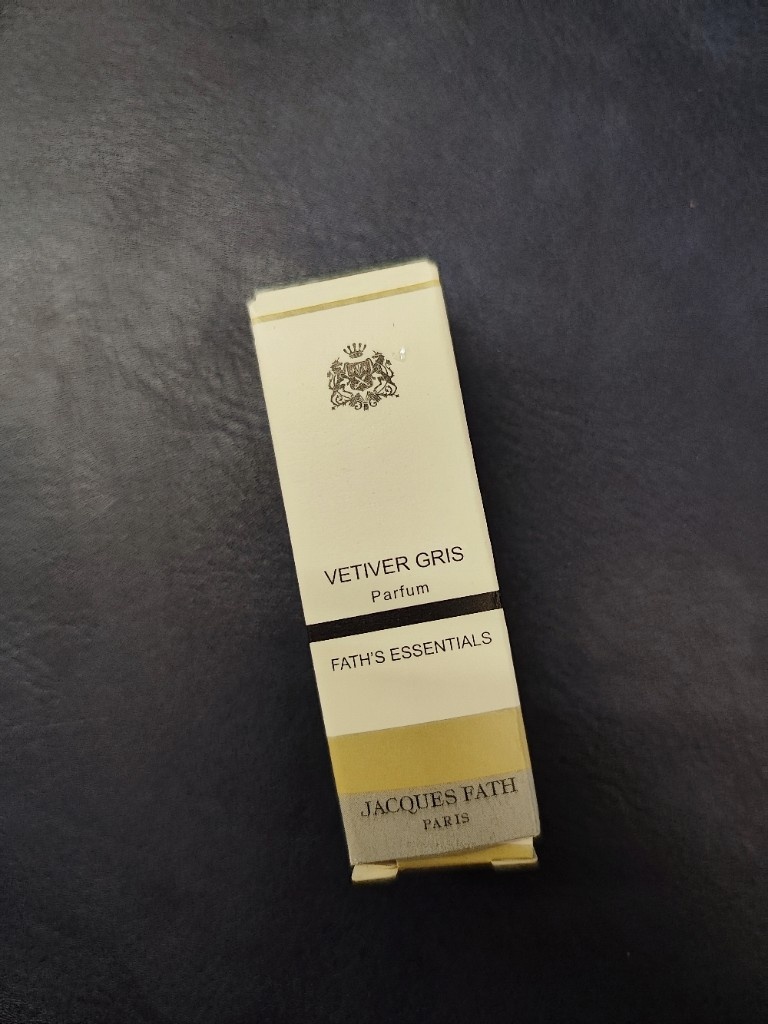 VETIVER GRIS
Parfum
FATH'S ESSENTIALS
JACQUES FATH
PARIS